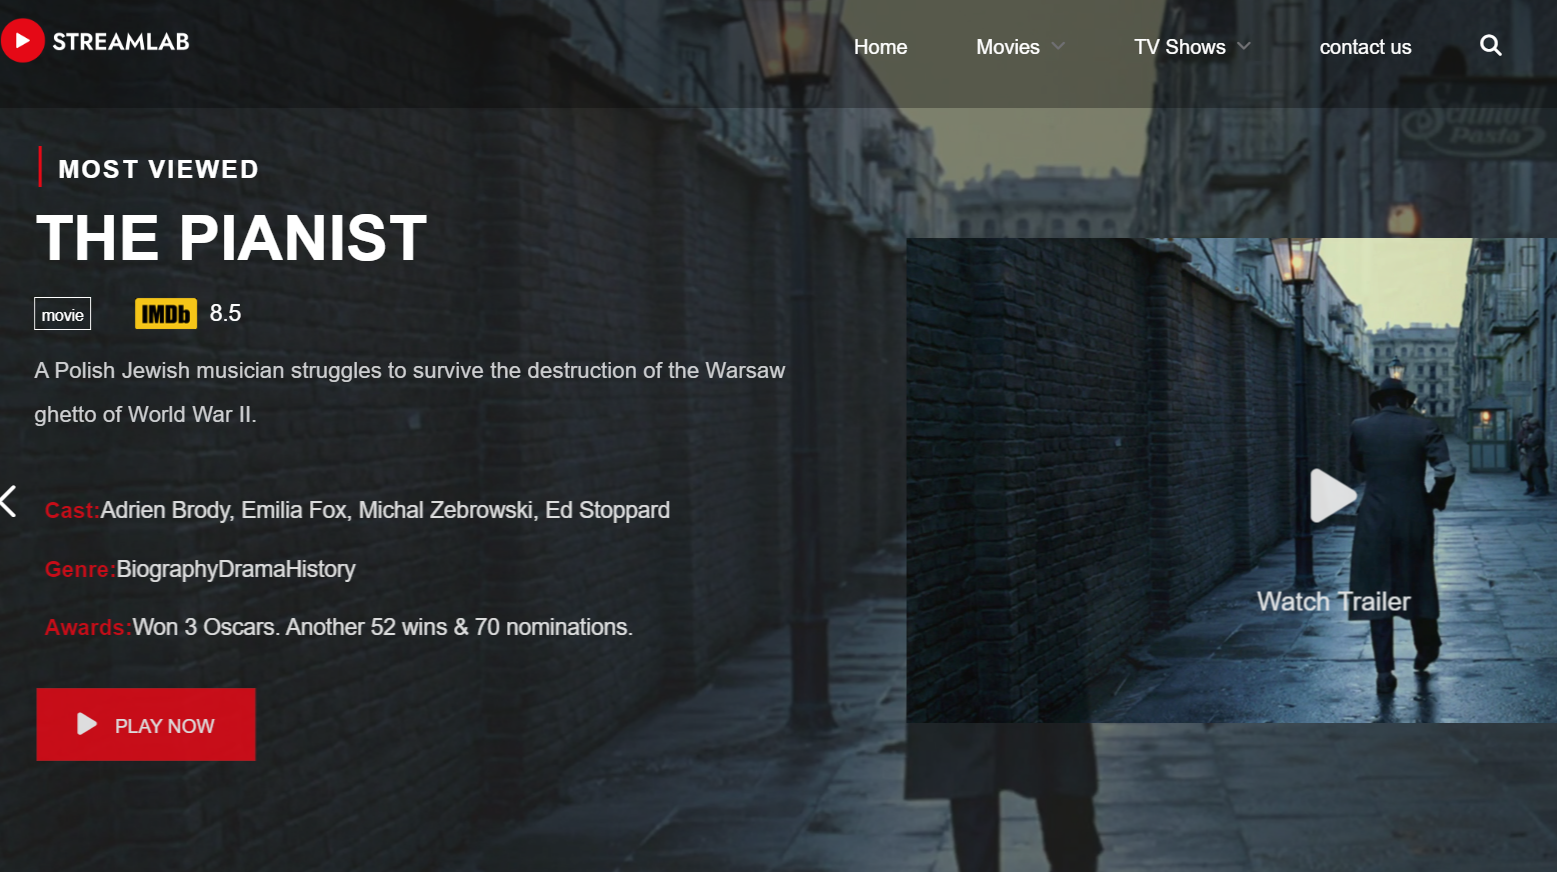 STREAMLAB
Home Movies TV Shows contact us
Schmoll
Pasta
MOST VIEWED
THE PIANIST
movie IMDb 8.5
A Polish Jewish musician struggles to survive the destruction of the Warsaw
ghetto of World War II.
Cast:Adrien Brody, Emilia Fox, Michal Zebrowski, Ed Stoppard
Genre:BiographyDramaHistory
Awards:Won 3 Oscars. Another 52 wins & 70 nominations.
Watch Trailer
PLAY NOW